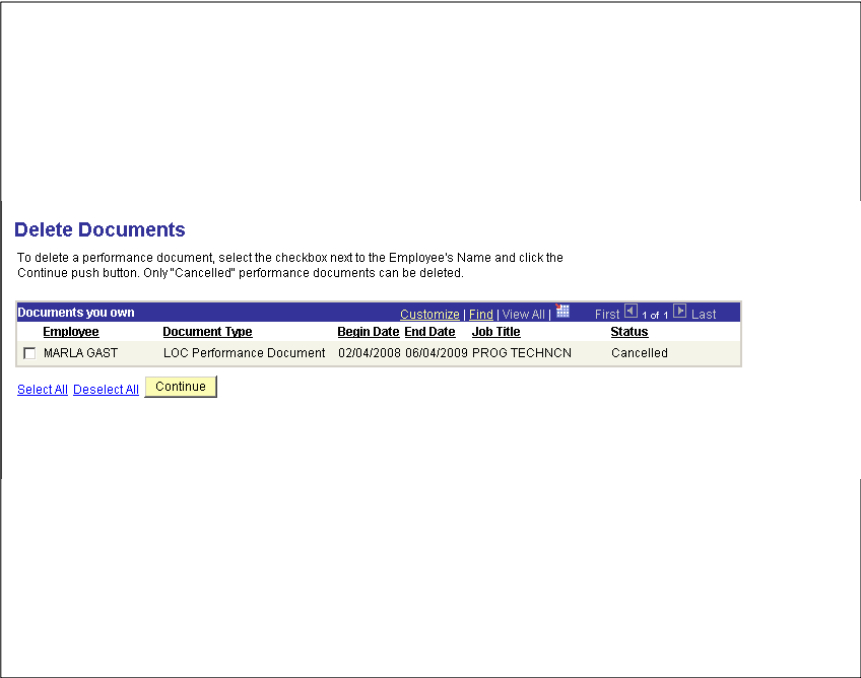 Delete Documents
To delete a performance document, select the checkbox next to the Employee's Name and click the
Continue push button. Only "Cancelled" performance documents can be deleted.
Documents you own Customize | Find | View All | First 1 of 1 Last
Employee Document Type Begin Date End Date Job Title Status
MARLA GAST LOC Performance Document 02/04/2008 06/04/2009 PROG TECHNCN Cancelled
Select All Deselect All Continue